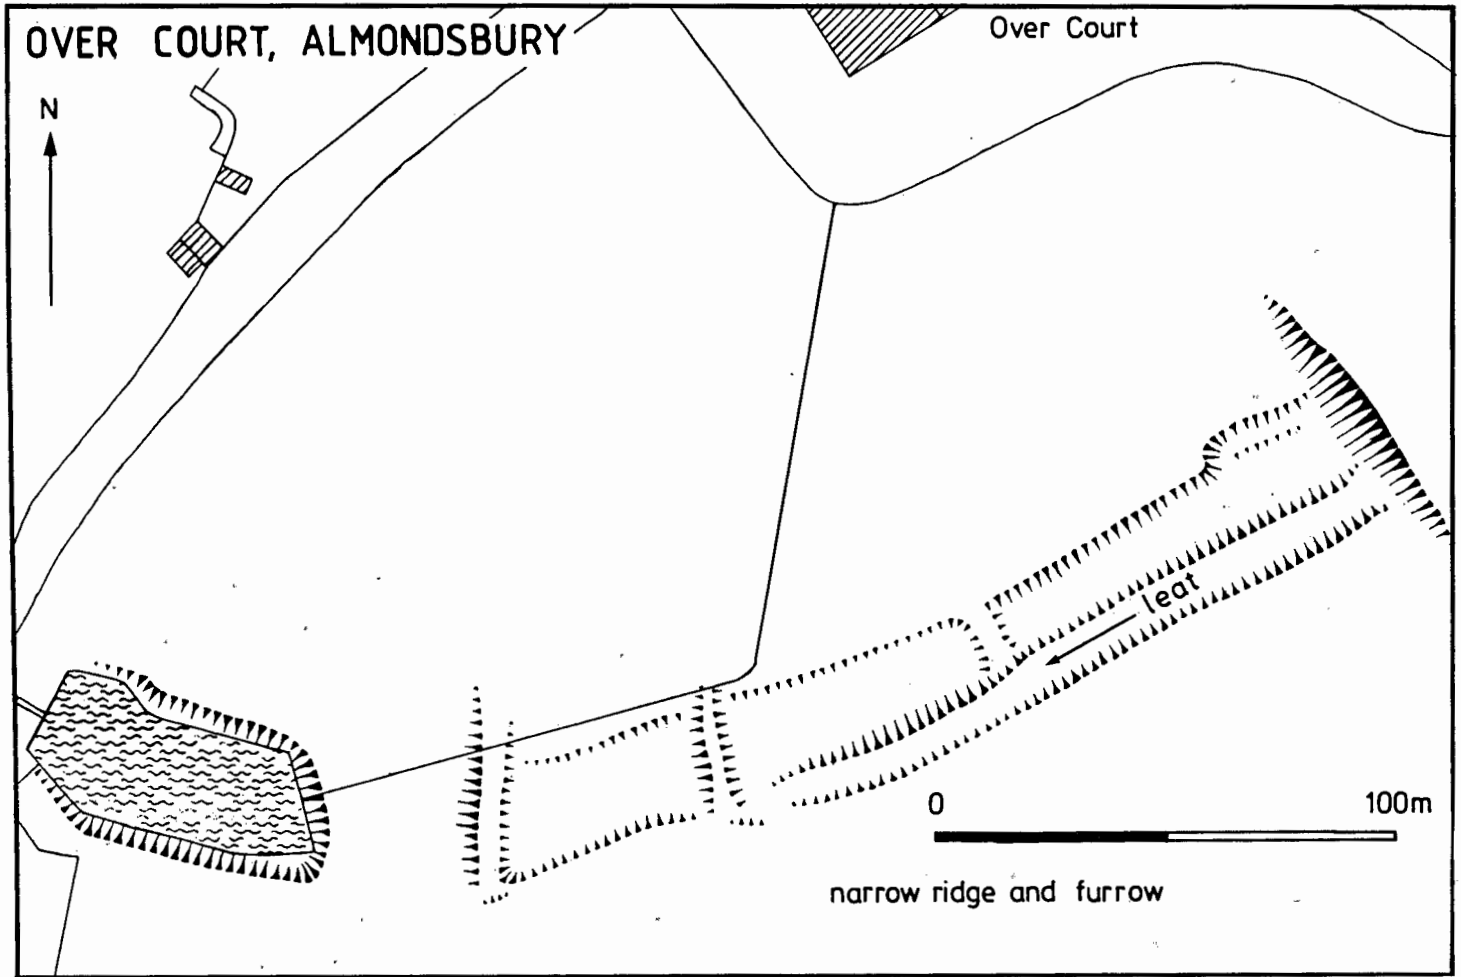 OVER COURT, ALMONDSBURY
Over Court
N
leat
0 100m
narrow ridge and furrow